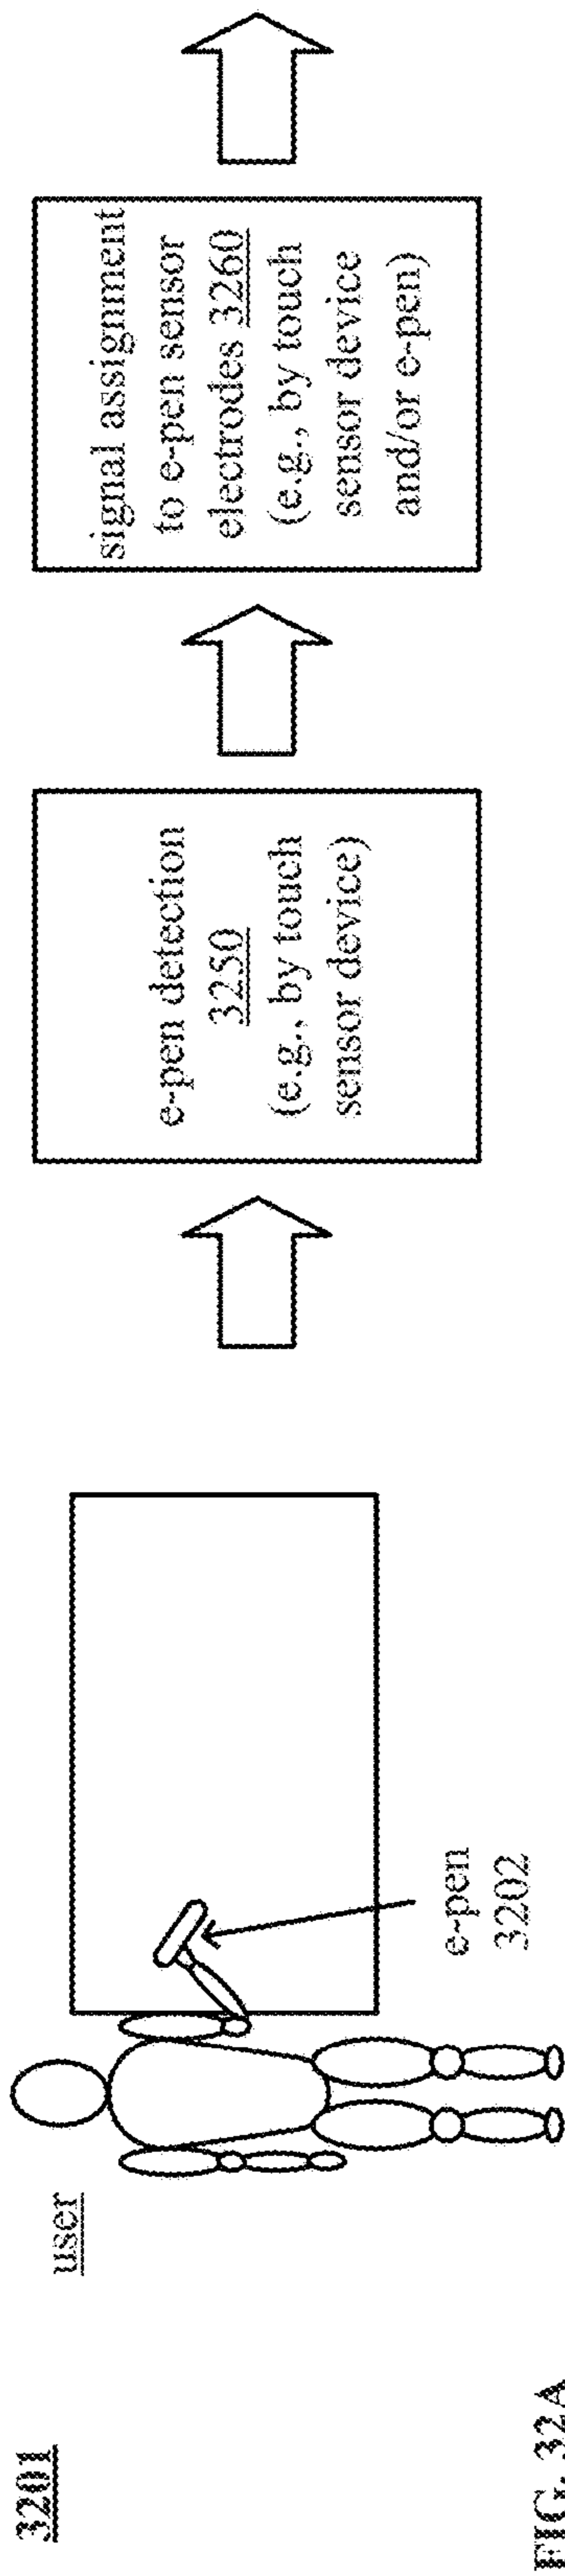 3201
user
e-pen
3202
e-pen detection
3250
(e.g., by touch
sensor device)
signal assignment
to e-pen sensor
electrodes 3260
(e.g., by touch
sensor device
and/or e-pen)
FIG. 32A